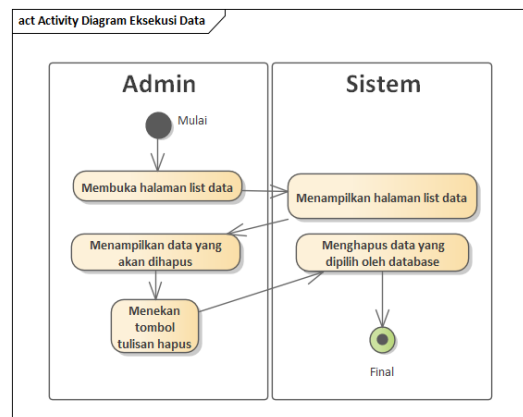 act Activity Diagram Eksekusi Data
Admin
Sistem
Mulai
Membuka halaman list data
Menampilkan halaman list data
Menampilkan data yang
akan dihapus
Menghapus data yang
dipilih oleh database
Menekan
tombol
tulisan hapus
Final